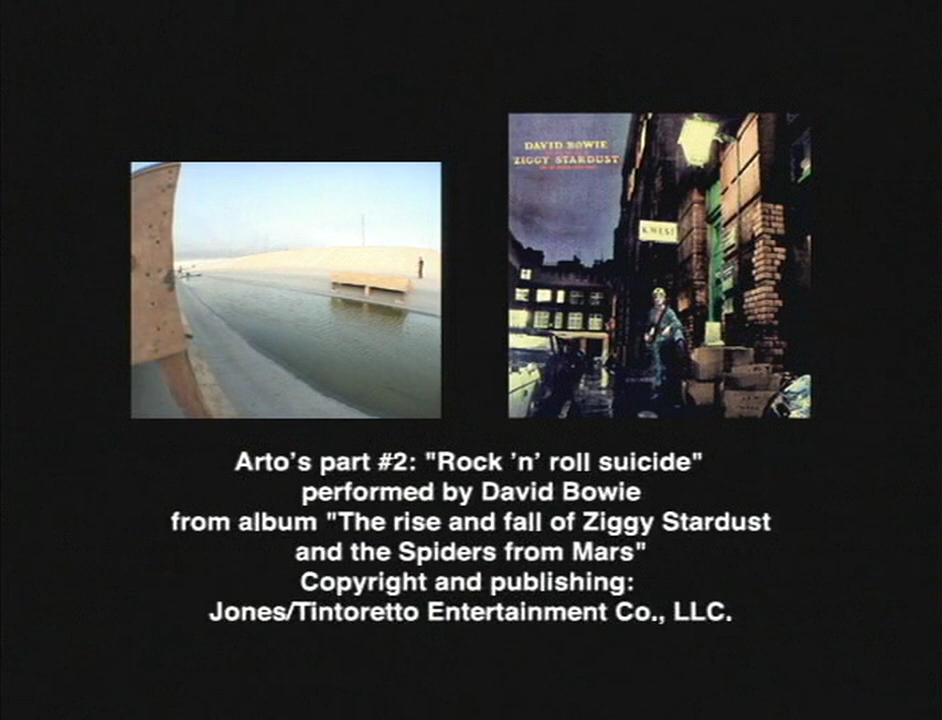 DAVID BOWIE
ZIGGY STARDUST
K.WEST
Arto's part #2: "Rock 'n' roll suicide"
performed by David Bowie
from album "The rise and fall of Ziggy Stardust
and the Spiders from Mars"
Copyright and publishing:
Jones/Tintoretto Entertainment Co., LLC.